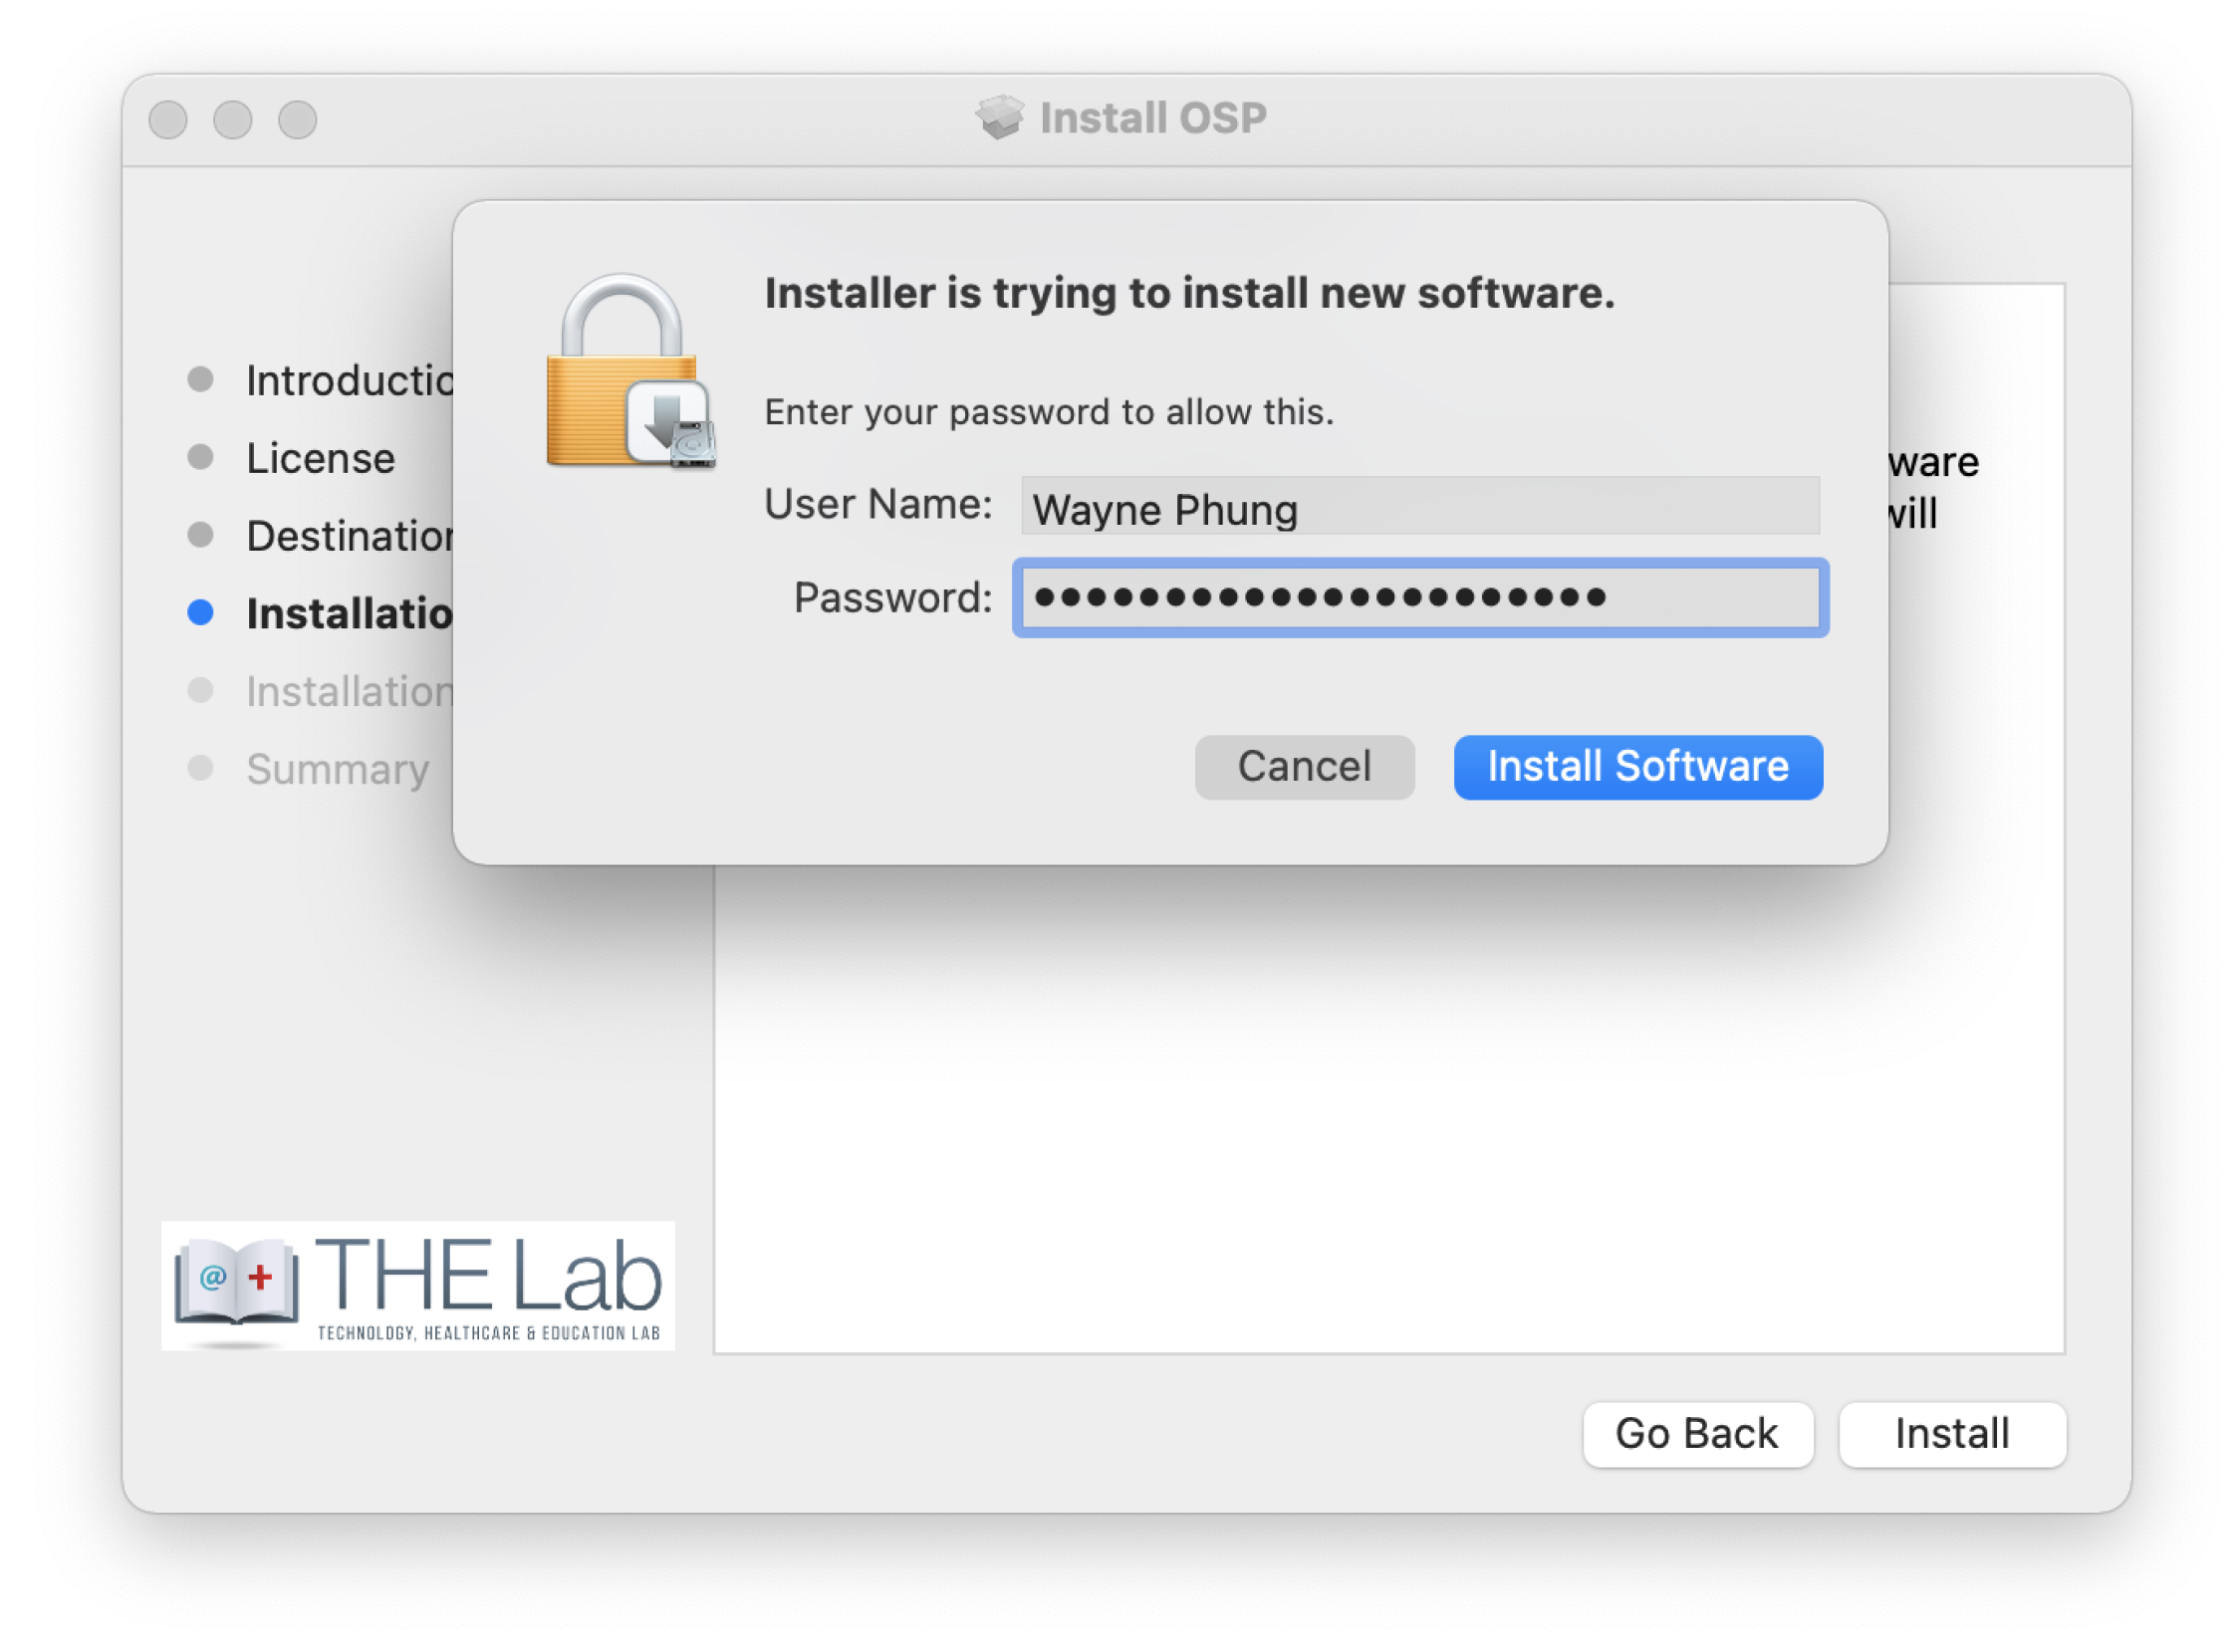 Install OSP
Installer is trying to install new software.
Enter your password to allow this.
User Name: Wayne Phung
Password: ●●●●●●●●●●●●●●●●●●●●●●
Cancel
Install Software
Introductio
License
Destination
Installatio
Installation
Summary
ware
will
@ +
THE Lab
TECHNOLOGY, HEALTHCARE & EDUCATION LAB
Go Back
Install